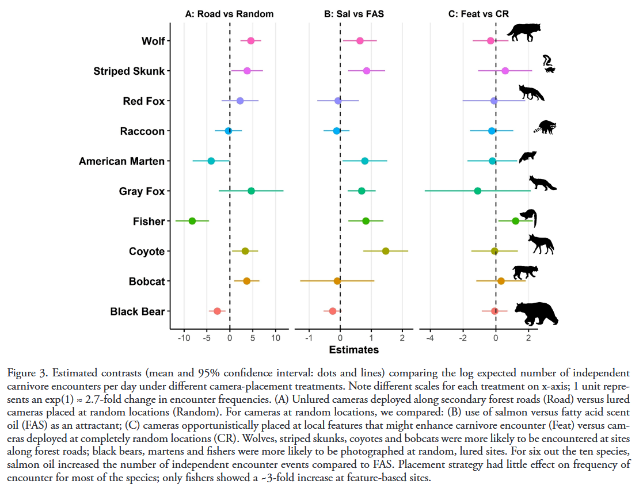 A: Road vs Random
B: Sal vs FAS
C: Feat vs CR
Wolf
Striped Skunk
Red Fox
Raccoon
American Marten
Gray Fox
Fisher
Coyote
Bobcat
Black Bear
-10 -5 0 5 10
-1 0 1 2
-4 -2 0 2
Estimates
Figure 3. Estimated contrasts (mean and 95% confidence interval: dots and lines) comparing the log expected number of independent
carnivore encounters per day under different camera-placement treatments. Note different scales for each treatment on x-axis; 1 unit repre-
sents an exp(1) ≈ 2.7-fold change in encounter frequencies. (A) Unlured cameras deployed along secondary forest roads (Road) versus lured
cameras placed at random locations (Random). For cameras at random locations, we compared: (B) use of salmon versus fatty acid scent
oil (FAS) as an attractant; (C) cameras opportunistically placed at local features that might enhance carnivore encounter (Feat) versus cam-
eras deployed at completely random locations (CR). Wolves, striped skunks, coyotes and bobcats were more likely to be encountered at sites
along forest roads; black bears, martens and fishers were more likely to be photographed at random, lured sites. For six out the ten species,
salmon oil increased the number of independent encounter events compared to FAS. Placement strategy had little effect on frequency of
encounter for most of the species; only fishers showed a ~3-fold increase at feature-based sites.